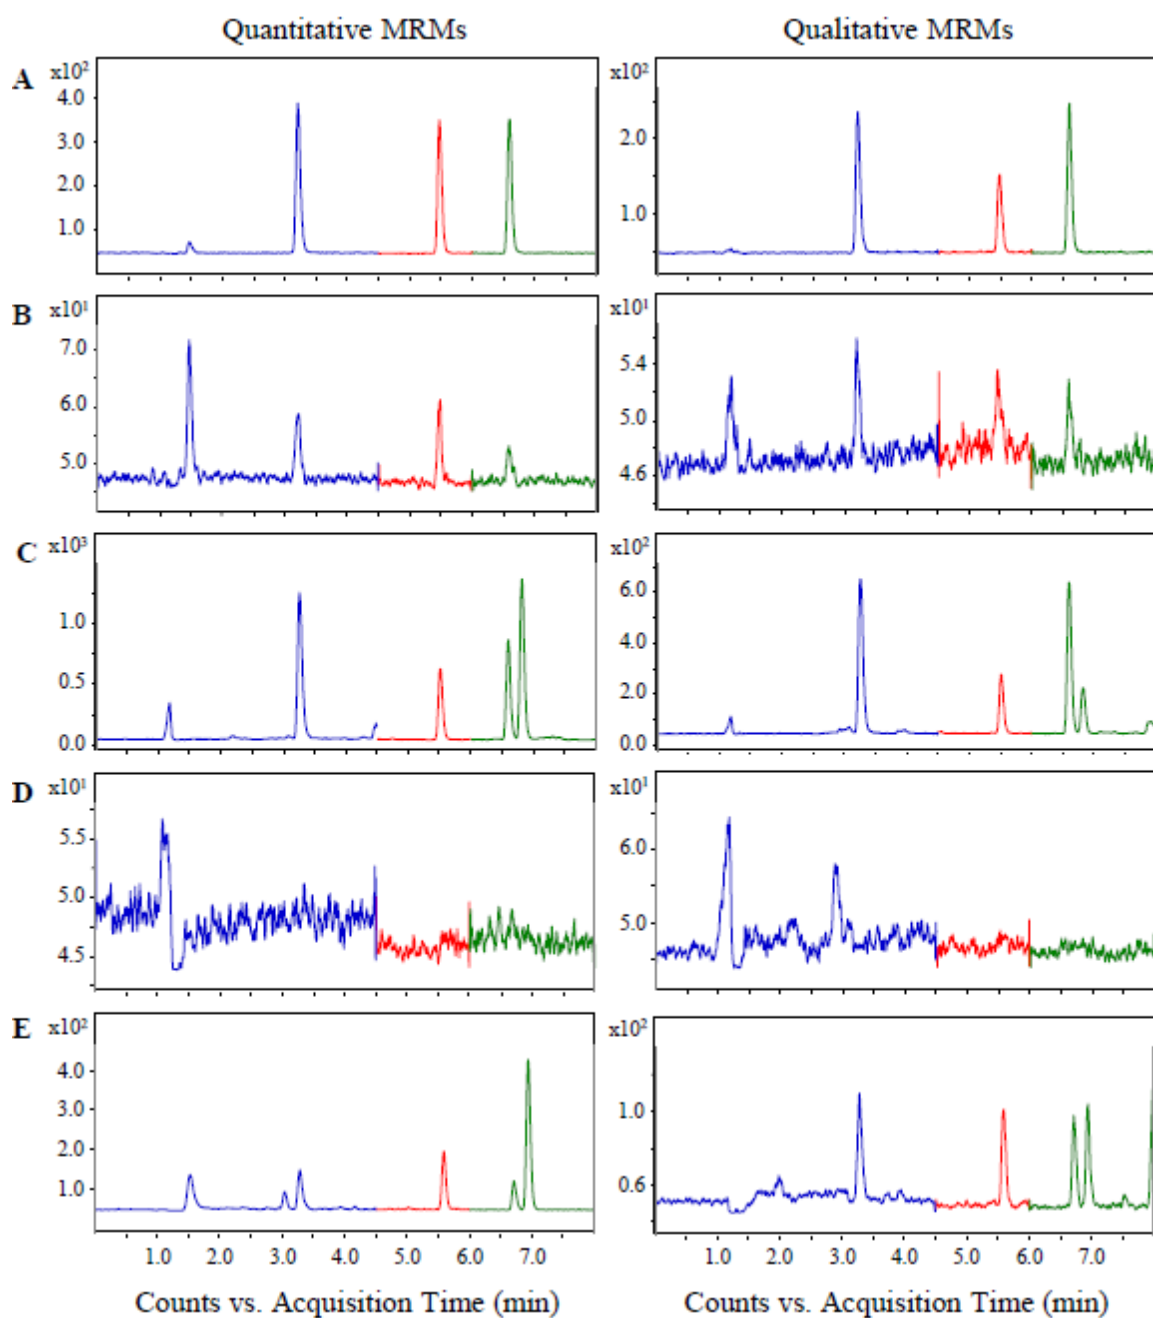 Quantitative MRMs Qualitative MRMs
A x10² x10²
4.0
3.0 2.0
2.0
1.0 1.0
B x10¹ x10¹
7.0 5.4
6.0 5.0
5.0 4.6
C x10³ x10²
6.0
1.0 4.0
0.5 2.0
0.0 0.0
D x10¹ x10¹
5.5 6.0
5.0 5.0
4.5
E x10² x10²
4.0
3.0 1.0
2.0
1.0 0.6
1.0 2.0 3.0 4.0 5.0 6.0 7.0 1.0 2.0 3.0 4.0 5.0 6.0 7.0
Counts vs. Acquisition Time (min) Counts vs. Acquisition Time (min)